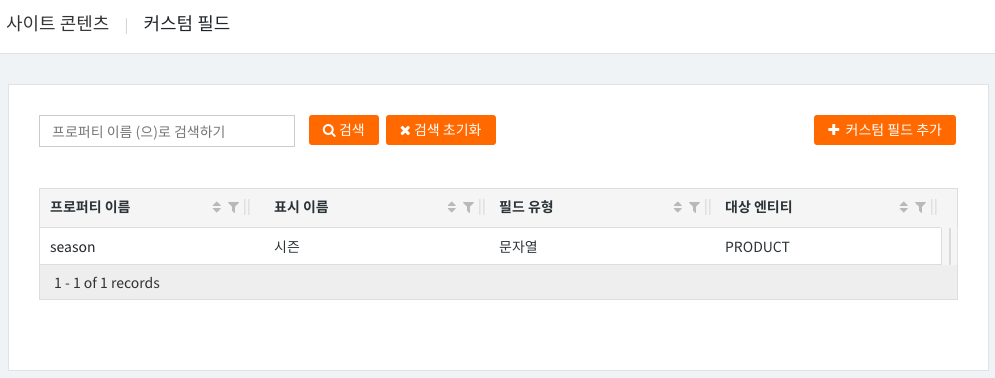 사이트 콘텐츠 커스텀 필드
프로퍼티 이름 (으)로 검색하기 검색 검색 초기화 커스텀 필드 추가
프로퍼티 이름 표시 이름 필드 유형 대상 엔티티
season 시즌 문자열 PRODUCT
1 - 1 of 1 records